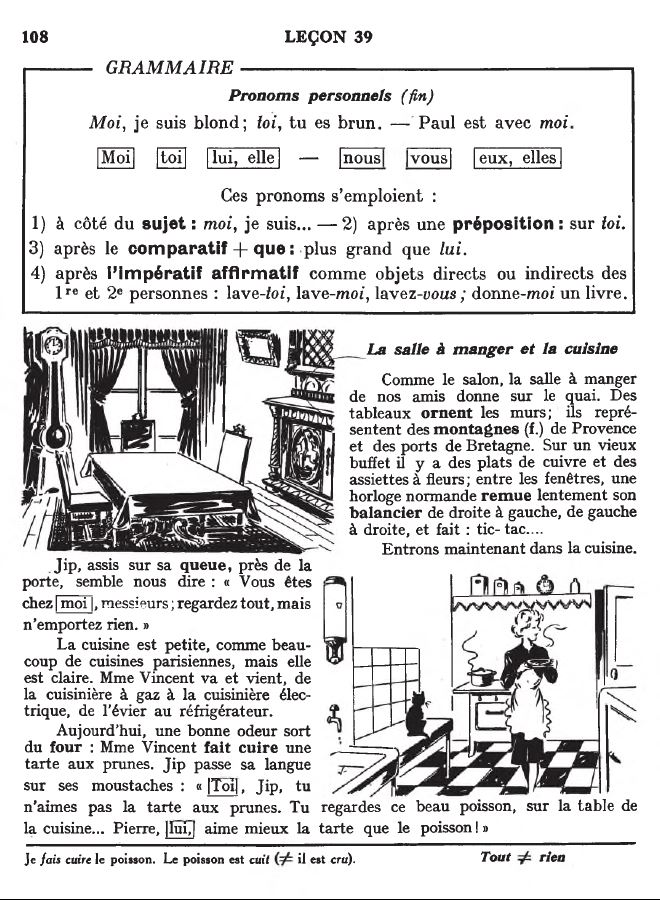 108
LEÇON 39
GRAMMAIRE
Pronoms personnels (fin)
Moi, je suis blond; toi, tu es brun. — Paul est avec moi.
Moi toi lui, elle — nous vous eux, elles
Ces pronoms s'emploient :
1) à côté du sujet : moi, je suis... — 2) après une préposition : sur toi.
3) après le comparatif + que : plus grand que lui.
4) après l'impératif affirmatif comme objets directs ou indirects des
1re et 2e personnes : lave-toi, lave-moi, lavez-vous ; donne-moi un livre.
La salle à manger et la cuisine
Comme le salon, la salle à manger
de nos amis donne sur le quai. Des
tableaux ornent les murs; ils repré-
sentent des montagnes (f.) de Provence
et des ports de Bretagne. Sur un vieux
buffet il y a des plats de cuivre et des
assiettes à fleurs; entre les fenêtres, une
horloge normande remue lentement son
balancier de droite à gauche, de gauche
à droite, et fait : tic- tac....
Entrons maintenant dans la cuisine.
Jip, assis sur sa queue, près de la
porte, semble nous dire : « Vous êtes
chez moi, messieurs ; regardez tout, mais
n'emportez rien. »
La cuisine est petite, comme beau-
coup de cuisines parisiennes, mais elle
est claire. Mme Vincent va et vient, de
la cuisinière à gaz à la cuisinière élec-
trique, de l'évier au réfrigérateur.
Aujourd'hui, une bonne odeur sort
du four : Mme Vincent fait cuire une
tarte aux prunes. Jip passe sa langue
sur ses moustaches : « Toi, Jip, tu
n'aimes pas la tarte aux prunes. Tu regardes ce beau poisson, sur la table de
la cuisine... Pierre, lui, aime mieux la tarte que le poisson! »
Je fais cuire le poisson. Le poisson est cuit (≠ il est cru).
Tout ≠ rien